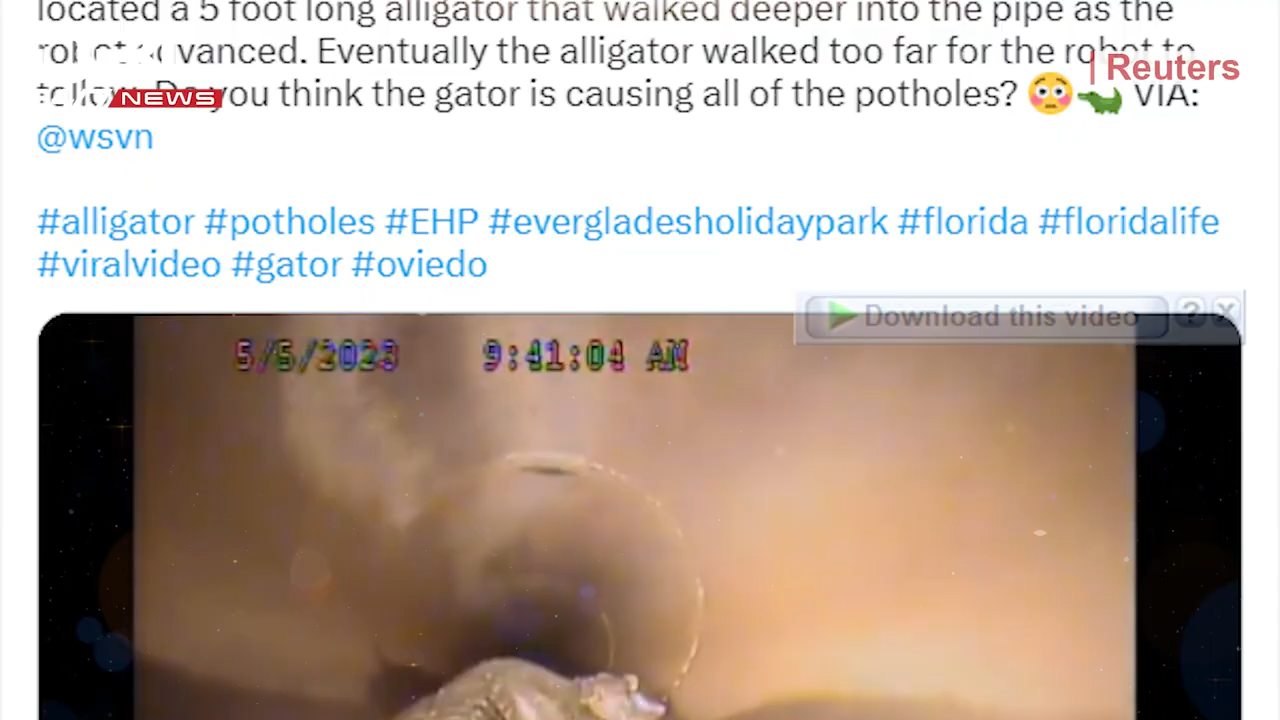 located a 5 foot long alligator that walked deeper into the pipe as the
robot advanced. Eventually the alligator walked too far for the robot to
| Reuters
NEWS
you think the gator is causing all of the potholes? 😳🐊 VIA:
@wsvn
#alligator #potholes #EHP #evergladesholidaypark #florida #floridalife
#viralvideo #gator #oviedo
Download this video ? X
5/5/2023 9:41:04 AM